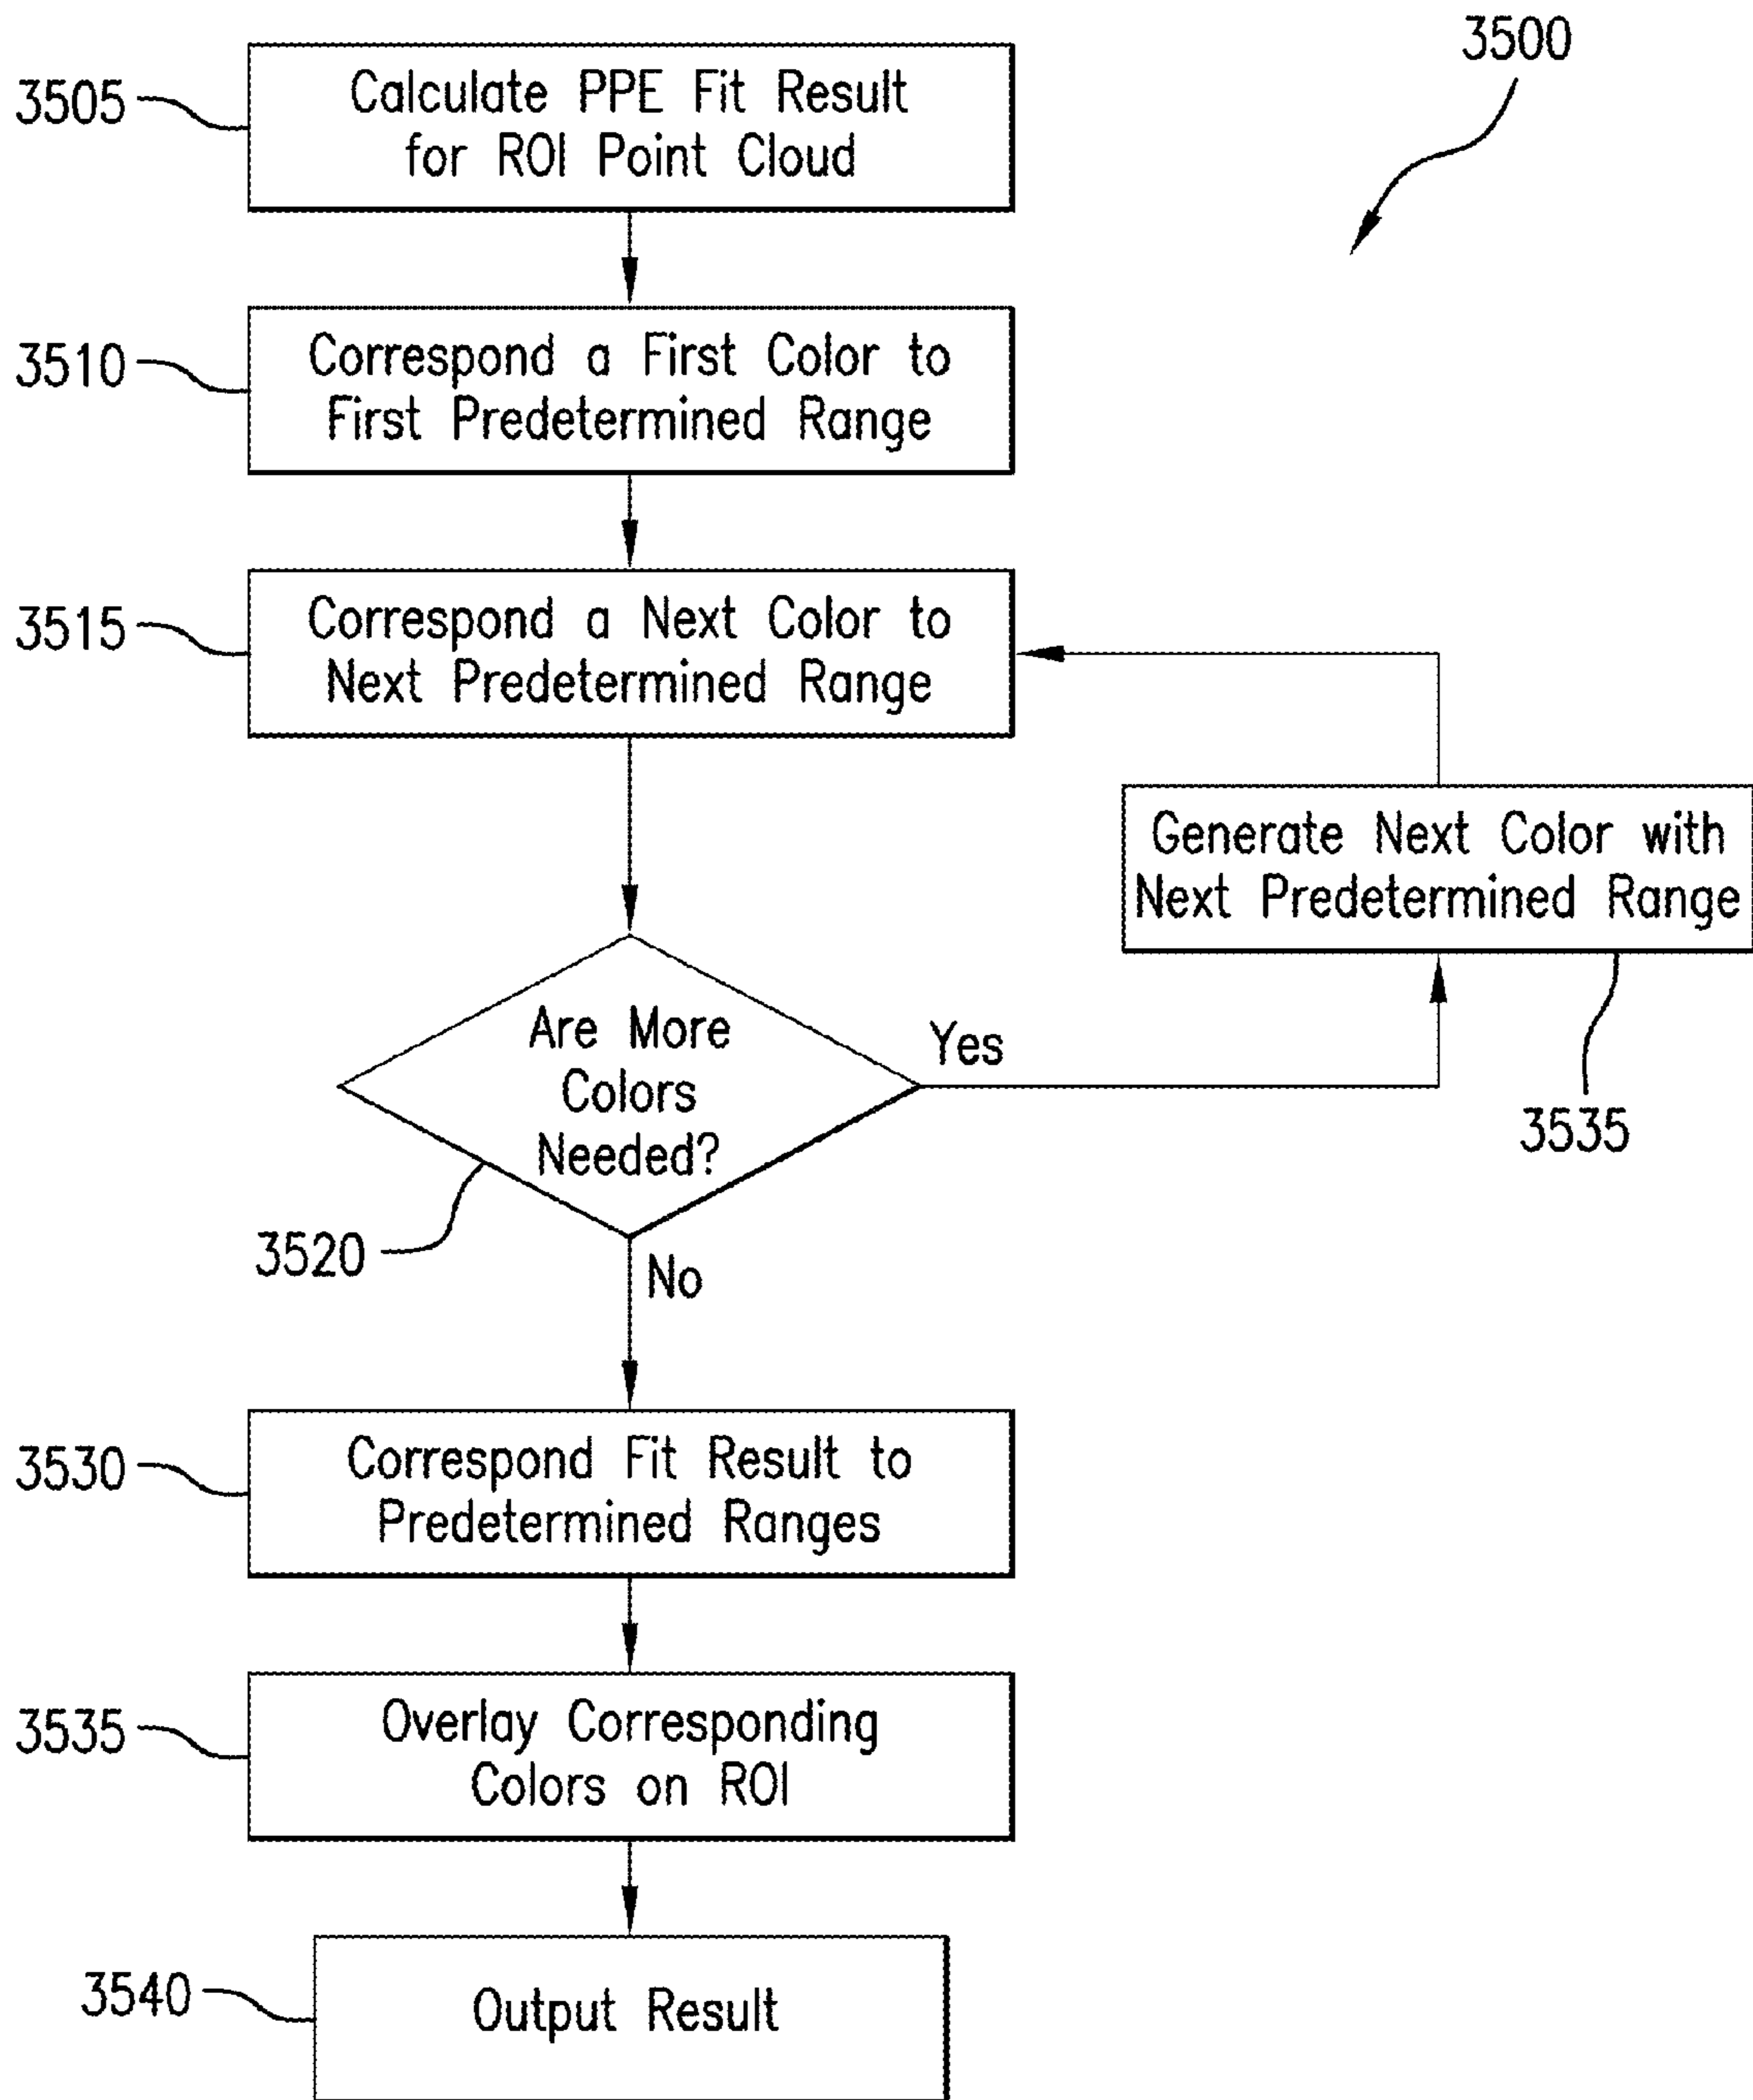 3500
3505
Calculate PPE Fit Result
for ROI Point Cloud
3510
Correspond a First Color to
First Predetermined Range
3515
Correspond a Next Color to
Next Predetermined Range
Generate Next Color with
Next Predetermined Range
3535
Are More
Colors
Needed?
Yes
3520
No
3530
Correspond Fit Result to
Predetermined Ranges
3535
Overlay Corresponding
Colors on ROI
3540
Output Result